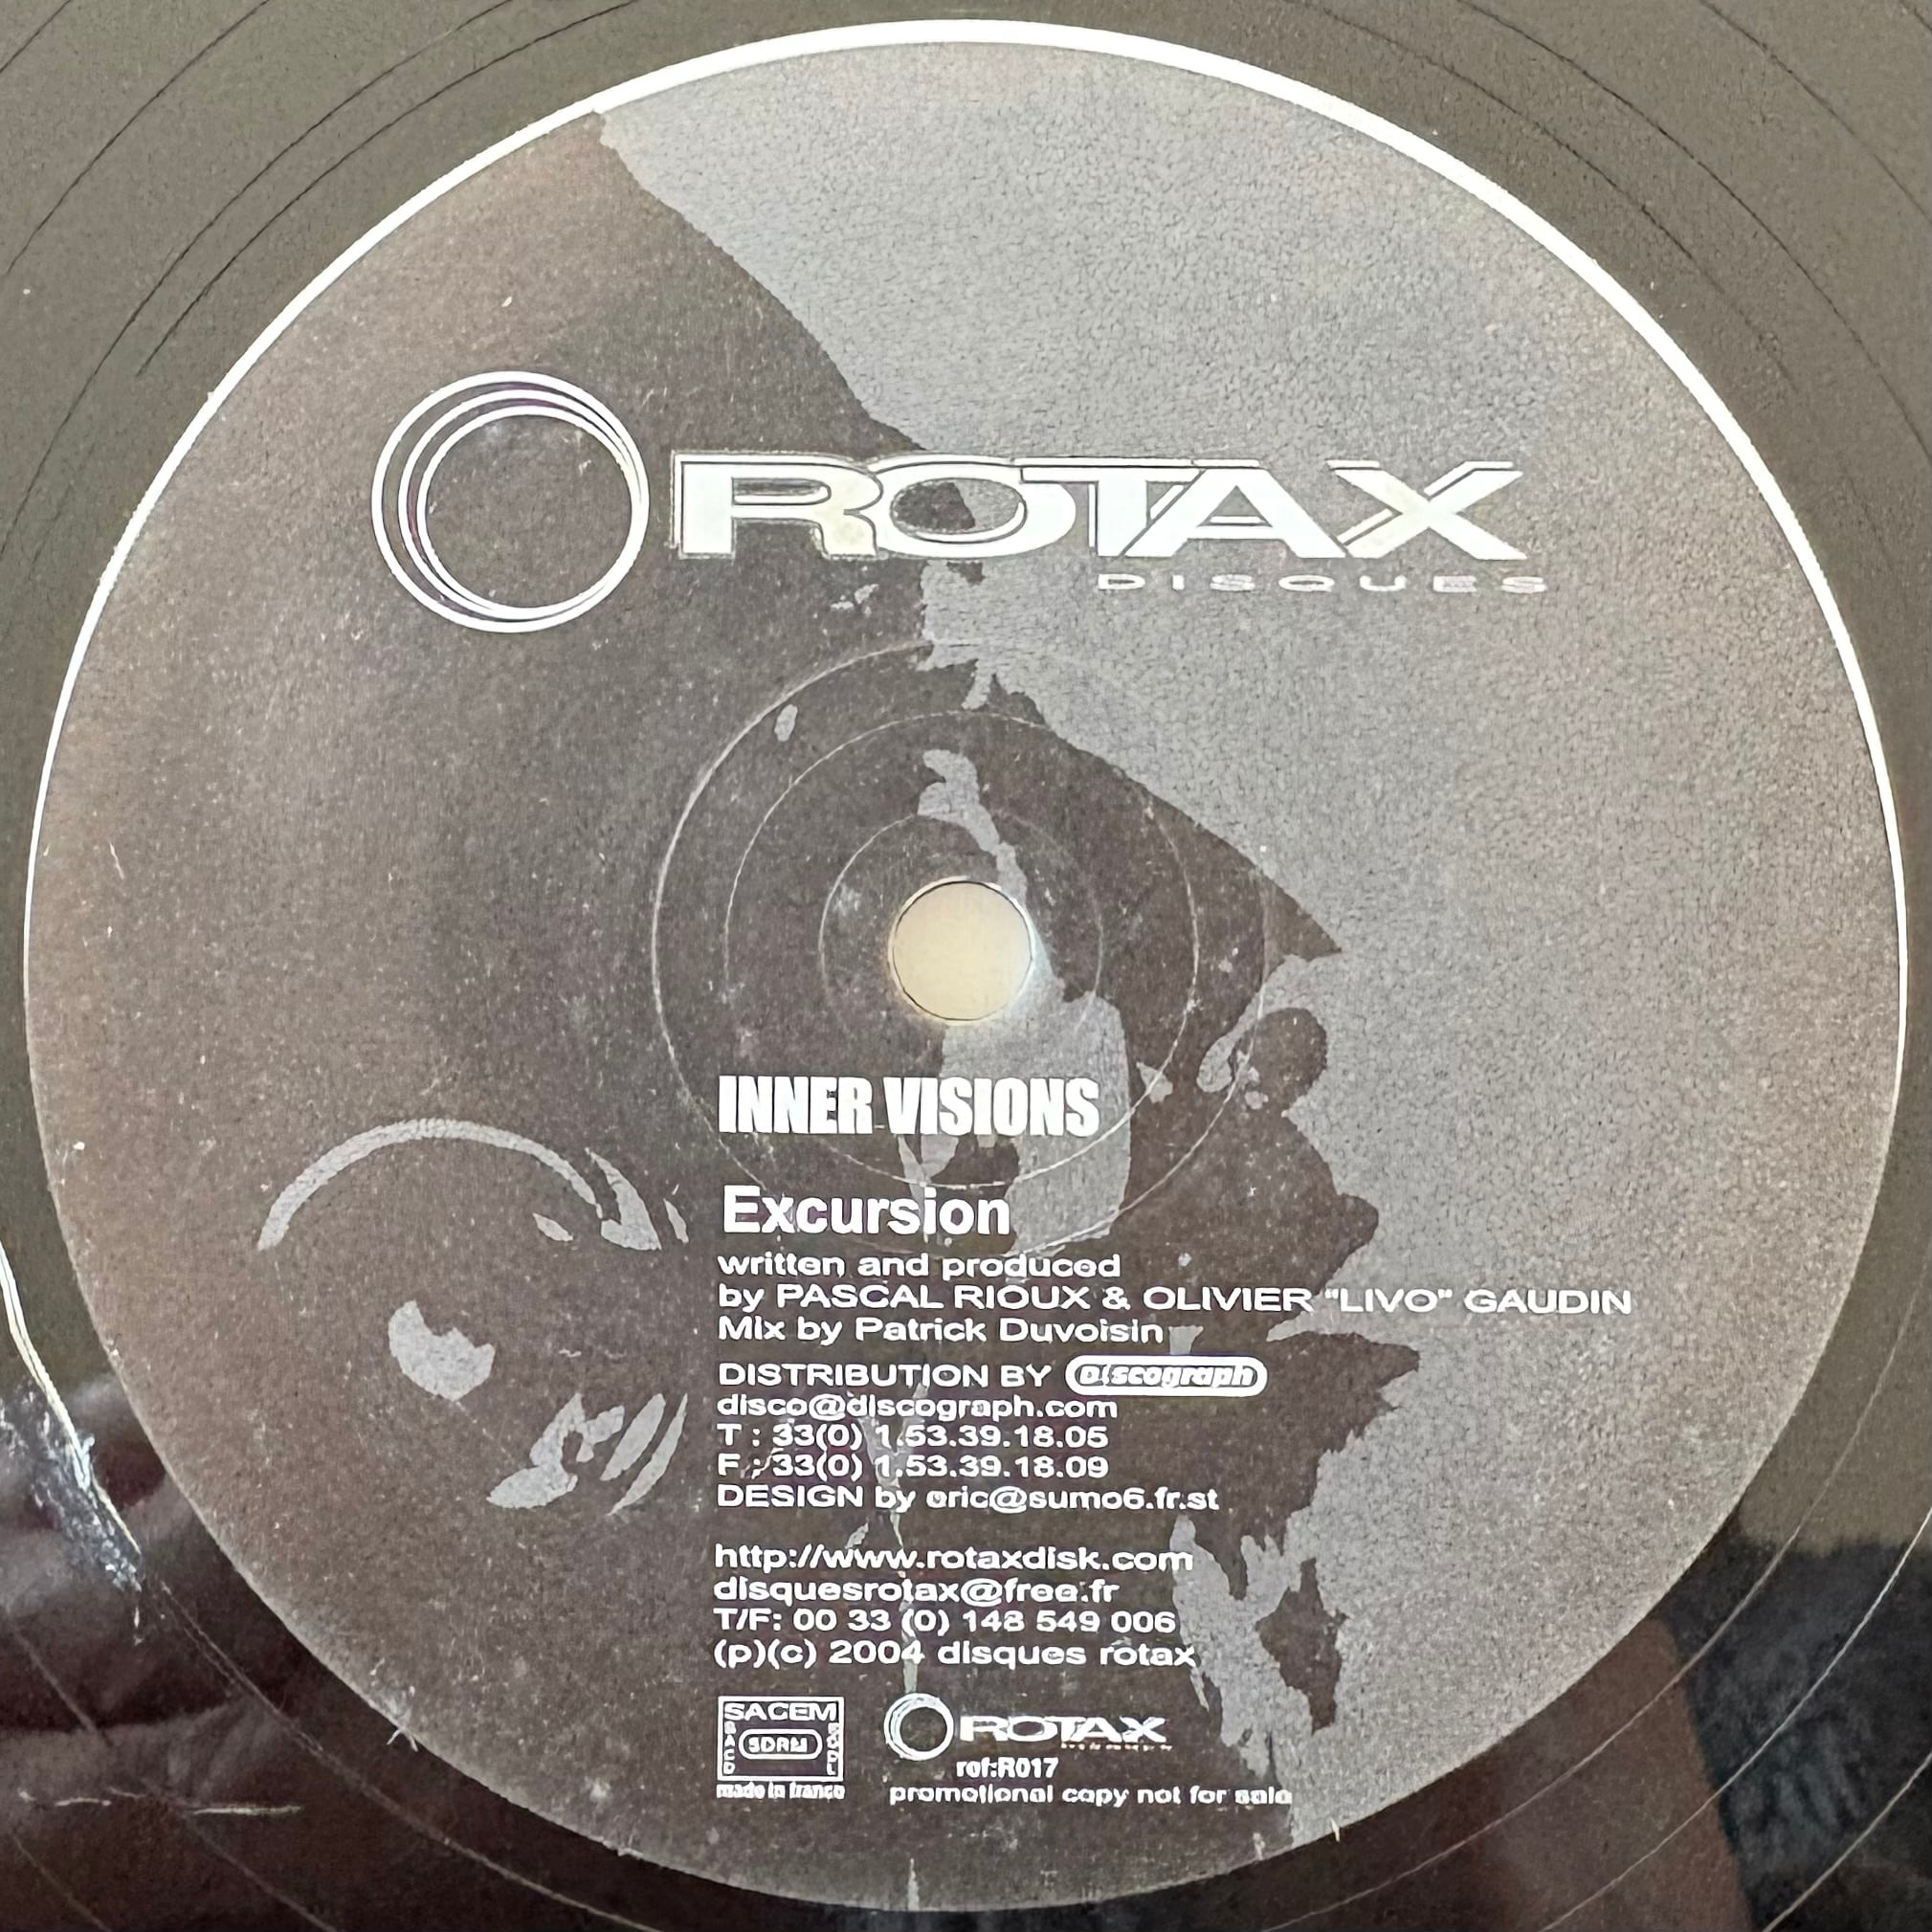 ROTAX
DISQUES
INNER VISIONS
Excursion
written and produced
by PASCAL RIOUX & OLIVIER "LIVO" GAUDIN
Mix by Patrick Duvoisin
DISTRIBUTION BY Discograph
disco@discograph.com
T : 33(0) 1.53.39.18.05
F : 33(0) 1.53.39.18.09
DESIGN by eric@sumo6.fr.st
http://www.rotaxdisk.com
disquesrotax@free.fr
T/F: 00 33 (0) 148 549 006
(p)(c) 2004 disques rotax
SACEM
SACD
SDRM
SGDL
made in france
ROTAX
ref:R017
promotional copy not for sale